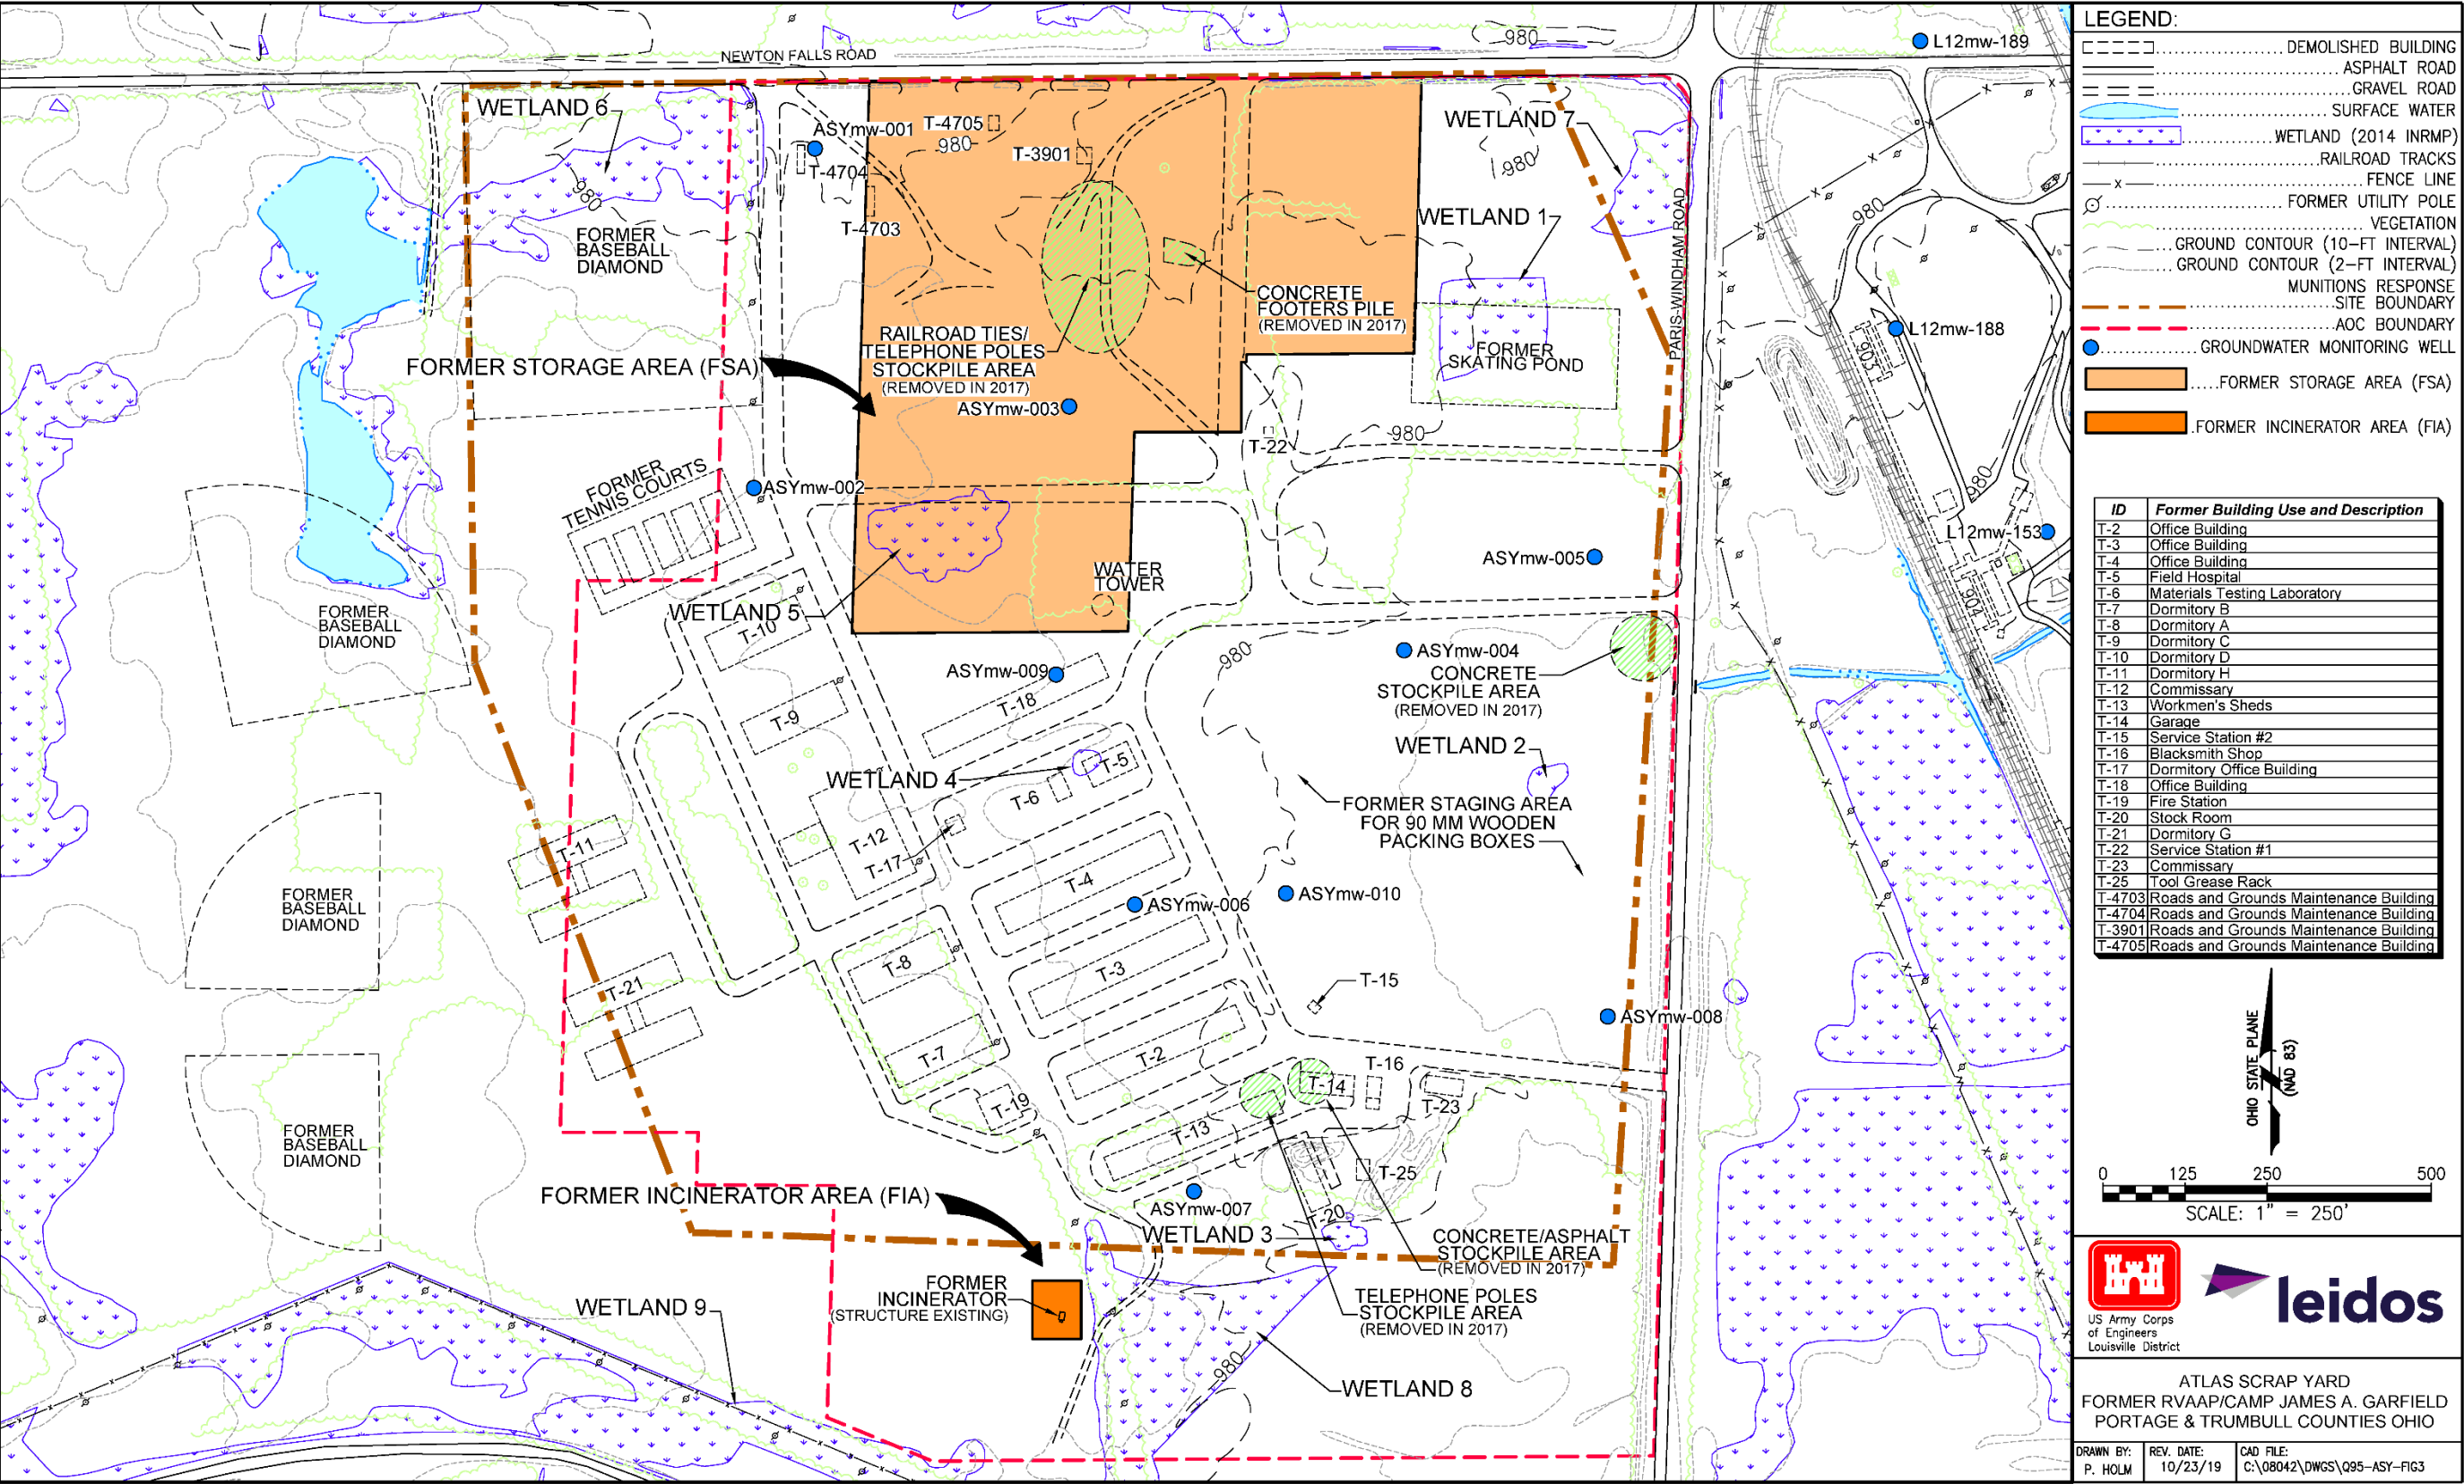 NEWTON FALLS ROAD
980
L12mw-189
WETLAND 6
ASYmw-001
T-4705
980
T-3901
T-4704
T-4703
980
FORMER
BASEBALL
DIAMOND
WETLAND 7
980
WETLAND 1
PARIS-WINDHAM ROAD
980
CONCRETE
FOOTERS PILE
(REMOVED IN 2017)
RAILROAD TIES/
TELEPHONE POLES
STOCKPILE AREA
(REMOVED IN 2017)
FORMER STORAGE AREA (FSA)
ASYmw-003
FORMER
SKATING POND
903
L12mw-188
T-22
980
980
FORMER
TENNIS COURTS
ASYmw-002
ASYmw-005
L12mw-153
WATER
TOWER
WETLAND 5
904
FORMER
BASEBALL
DIAMOND
T-10
980
ASYmw-004
CONCRETE
STOCKPILE AREA
(REMOVED IN 2017)
ASYmw-009
T-18
T-9
WETLAND 2
WETLAND 4
T-5
T-6
FORMER STAGING AREA
FOR 90 MM WOODEN
PACKING BOXES
T-12
T-17
T-11
T-4
ASYmw-006
ASYmw-010
FORMER
BASEBALL
DIAMOND
T-8
T-3
T-15
T-21
ASYmw-008
T-7
T-2
T-16
T-14
T-23
T-19
T-13
FORMER
BASEBALL
DIAMOND
T-25
FORMER INCINERATOR AREA (FIA)
ASYmw-007
T-20
WETLAND 3
CONCRETE/ASPHALT
STOCKPILE AREA
(REMOVED IN 2017)
FORMER
INCINERATOR
(STRUCTURE EXISTING)
TELEPHONE POLES
STOCKPILE AREA
(REMOVED IN 2017)
WETLAND 9
980
WETLAND 8
LEGEND:
DEMOLISHED BUILDING
ASPHALT ROAD
GRAVEL ROAD
SURFACE WATER
WETLAND (2014 INRMP)
RAILROAD TRACKS
FENCE LINE
FORMER UTILITY POLE
VEGETATION
GROUND CONTOUR (10-FT INTERVAL)
GROUND CONTOUR (2-FT INTERVAL)
MUNITIONS RESPONSE
SITE BOUNDARY
AOC BOUNDARY
GROUNDWATER MONITORING WELL
FORMER STORAGE AREA (FSA)
FORMER INCINERATOR AREA (FIA)
ID Former Building Use and Description
T-2 Office Building
T-3 Office Building
T-4 Office Building
T-5 Field Hospital
T-6 Materials Testing Laboratory
T-7 Dormitory B
T-8 Dormitory A
T-9 Dormitory C
T-10 Dormitory D
T-11 Dormitory H
T-12 Commissary
T-13 Workmen's Sheds
T-14 Garage
T-15 Service Station #2
T-16 Blacksmith Shop
T-17 Dormitory Office Building
T-18 Office Building
T-19 Fire Station
T-20 Stock Room
T-21 Dormitory G
T-22 Service Station #1
T-23 Commissary
T-25 Tool Grease Rack
T-4703 Roads and Grounds Maintenance Building
T-4704 Roads and Grounds Maintenance Building
T-3901 Roads and Grounds Maintenance Building
T-4705 Roads and Grounds Maintenance Building
OHIO STATE PLANE
(NAD 83)
0 125 250 500
SCALE: 1" = 250'
US Army Corps
of Engineers
Louisville District
leidos
ATLAS SCRAP YARD
FORMER RVAAP/CAMP JAMES A. GARFIELD
PORTAGE & TRUMBULL COUNTIES OHIO
DRAWN BY:
P. HOLM
REV. DATE:
10/23/19
CAD FILE:
C:\08042\DWGS\Q95-ASY-FIG3